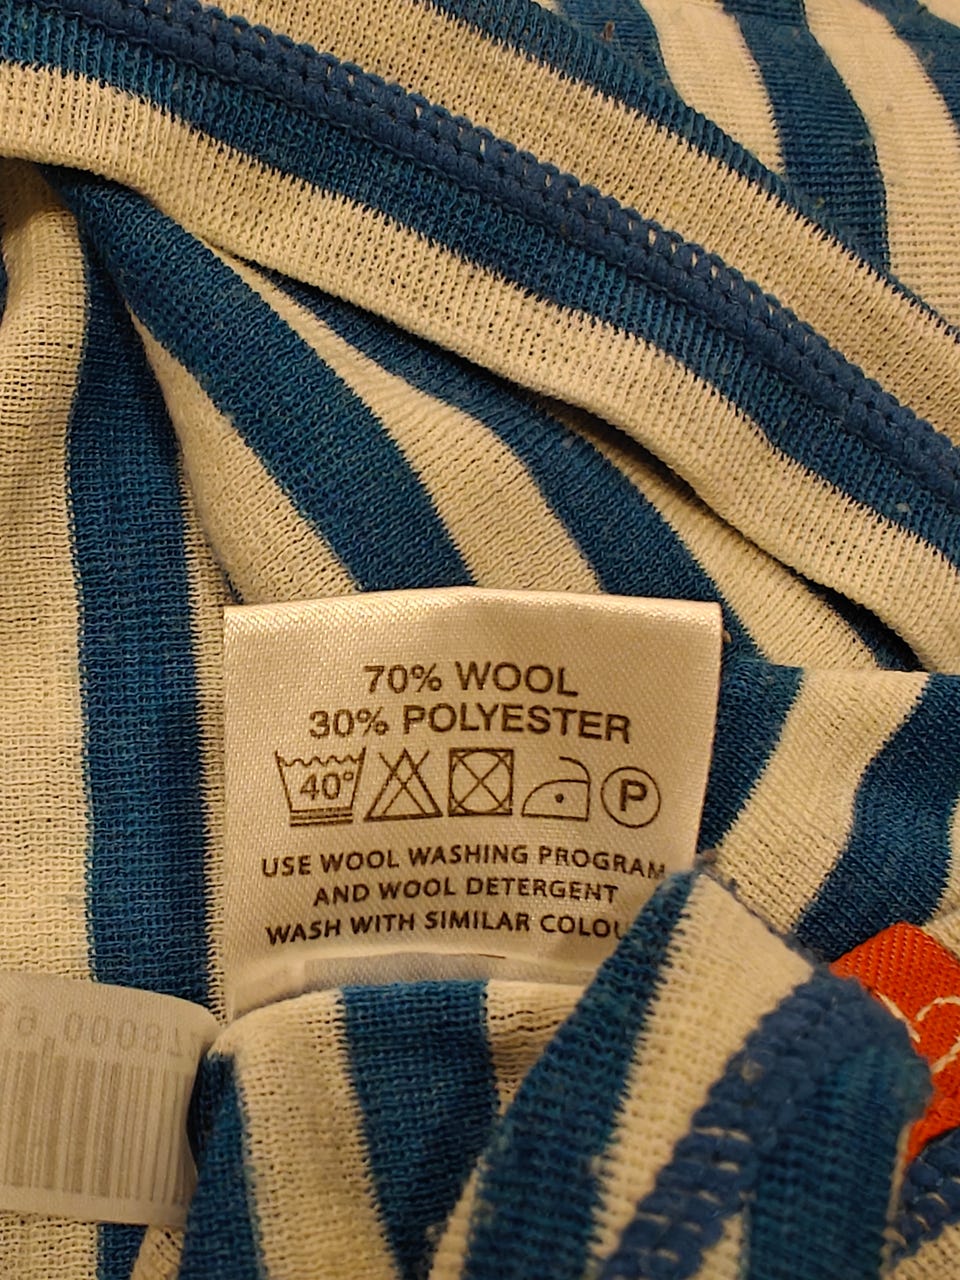 70% WOOL
30% POLYESTER
40°
P
USE WOOL WASHING PROGRAM
AND WOOL DETERGENT
WASH WITH SIMILAR